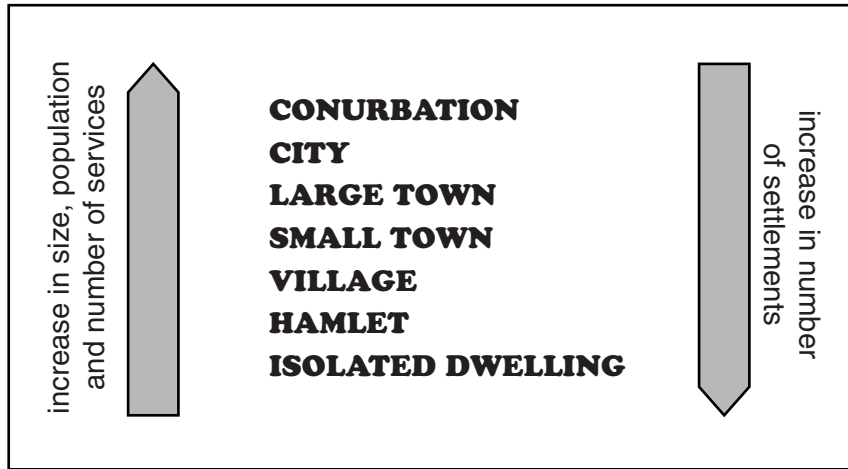 increase in size, population
and number of services
CONURBATION
CITY
LARGE TOWN
SMALL TOWN
VILLAGE
HAMLET
ISOLATED DWELLING
increase in number
of settlements